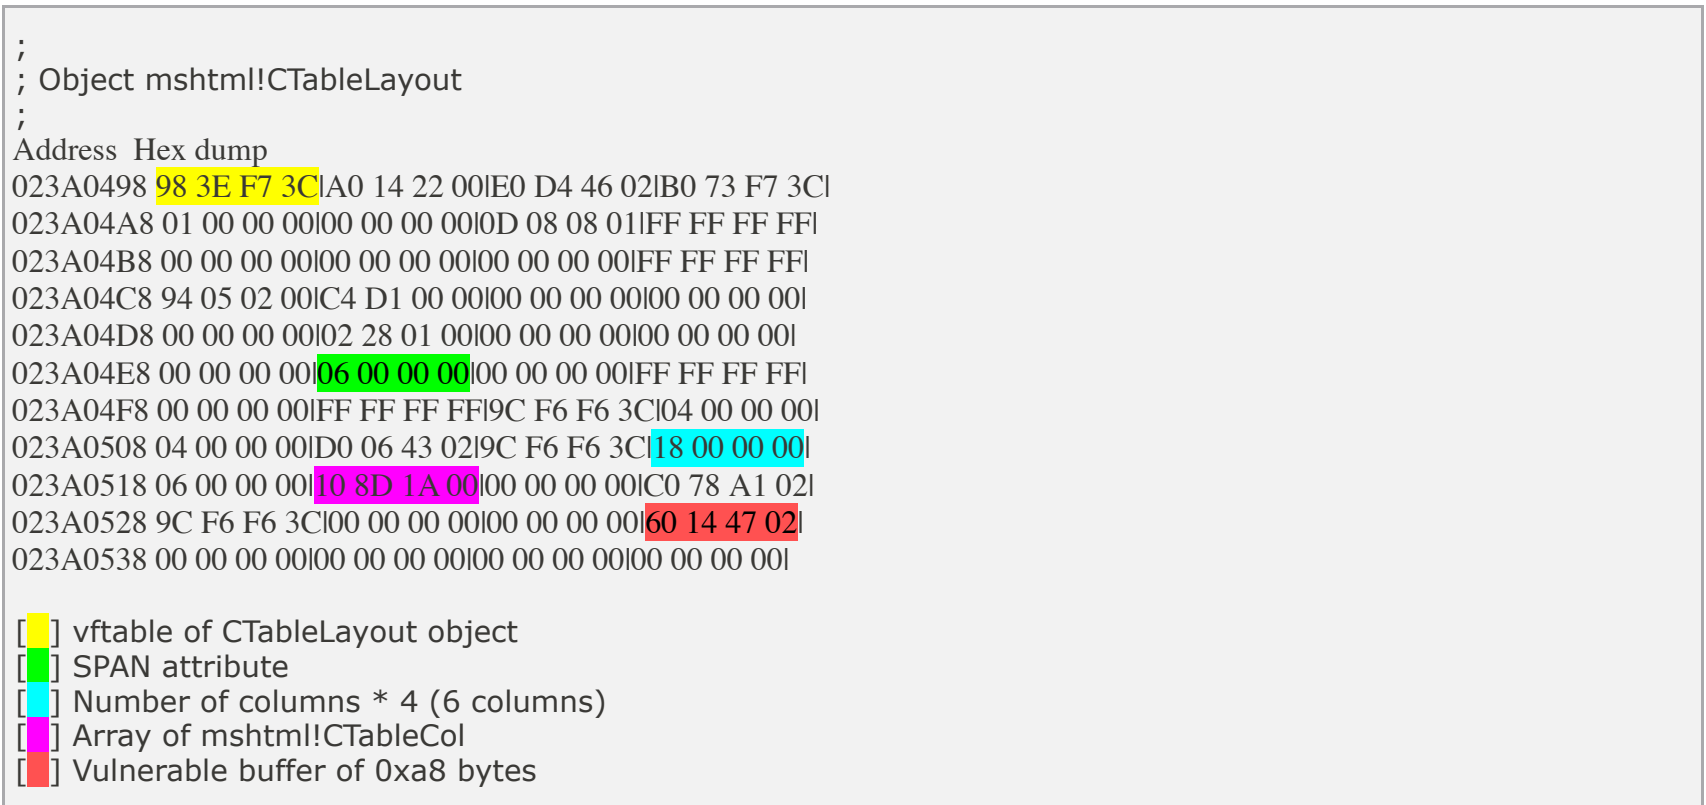 ;
; Object mshtml!CTableLayout
;
Address  Hex dump
023A0498 98 3E F7 3C|A0 14 22 00|E0 D4 46 02|B0 73 F7 3C|
023A04A8 01 00 00 00|00 00 00 00|0D 08 08 01|FF FF FF FF|
023A04B8 00 00 00 00|00 00 00 00|00 00 00 00|FF FF FF FF|
023A04C8 94 05 02 00|C4 D1 00 00|00 00 00 00|00 00 00 00|
023A04D8 00 00 00 00|02 28 01 00|00 00 00 00|00 00 00 00|
023A04E8 00 00 00 00|06 00 00 00|00 00 00 00|FF FF FF FF|
023A04F8 00 00 00 00|FF FF FF FF|9C F6 F6 3C|04 00 00 00|
023A0508 04 00 00 00|D0 06 43 02|9C F6 F6 3C|18 00 00 00|
023A0518 06 00 00 00|10 8D 1A 00|00 00 00 00|C0 78 A1 02|
023A0528 9C F6 F6 3C|00 00 00 00|00 00 00 00|60 14 47 02|
023A0538 00 00 00 00|00 00 00 00|00 00 00 00|00 00 00 00|
[ ] vftable of CTableLayout object
[ ] SPAN attribute
[ ] Number of columns * 4 (6 columns)
[ ] Array of mshtml!CTableCol
[ ] Vulnerable buffer of 0xa8 bytes